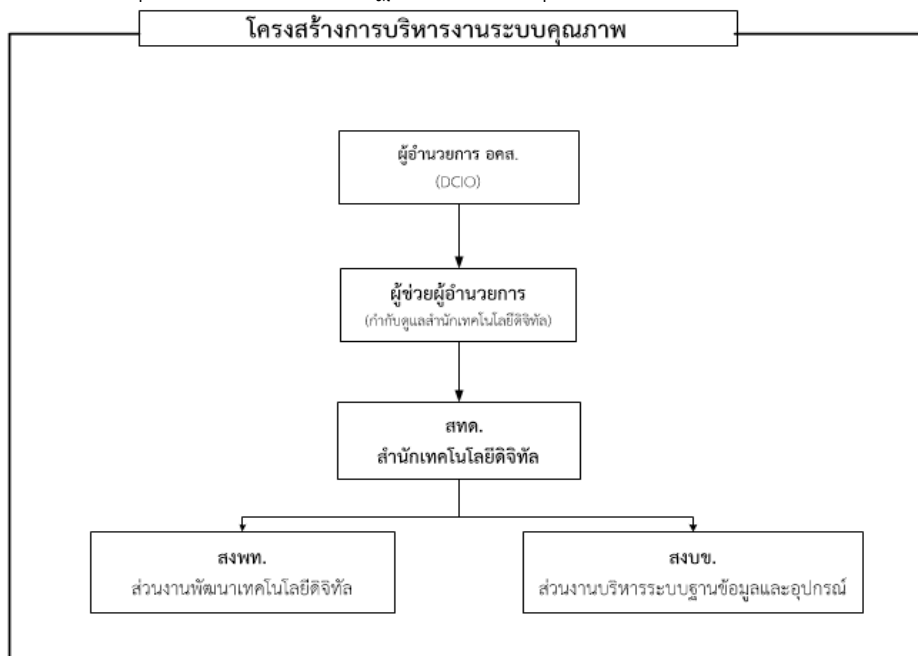 โครงสร้างการบริหารงานระบบคุณภาพ
ผู้อำนวยการ อคส.
(DCIO)
ผู้ช่วยผู้อำนวยการ
(กำกับดูแลสำนักเทคโนโลยีดิจิทัล)
สทด.
สำนักเทคโนโลยีดิจิทัล
สงพท.
ส่วนงานพัฒนาเทคโนโลยีดิจิทัล
สงบข.
ส่วนงานบริหารระบบฐานข้อมูลและอุปกรณ์